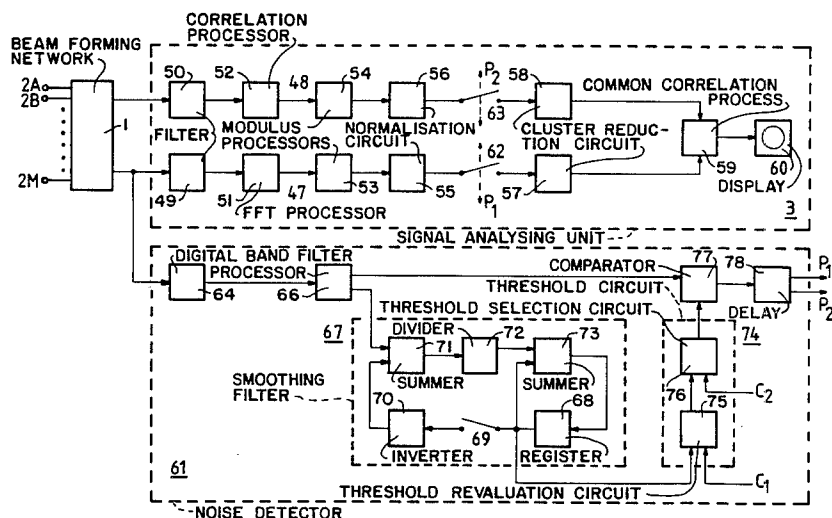 CORRELATION
PROCESSOR
BEAM FORMING
NETWORK
50
52
48
54
56
P2
58
COMMON CORRELATION
PROCESS
2A
2B
1
63
FILTER
MODULUS
PROCESSORS
NORMALISATION
CIRCUIT
CLUSTER REDUCTION CIRCUIT
62
59
60
DISPLAY
2M
47
49
51
53
55
57
FFT PROCESSOR
P1
3
SIGNAL ANALYSING UNIT
DIGITAL BAND FILTER
PROCESSOR
COMPARATOR
77
78
P1
P2
64
66
THRESHOLD CIRCUIT
DELAY
THRESHOLD SELECTION CIRCUIT
67
DIVIDER
71
72
73
74
SUMMER
SUMMER
76
C2
SMOOTHING
FILTER
70
69
68
75
INVERTER
REGISTER
61
THRESHOLD REVALUATION CIRCUIT
C1
NOISE DETECTOR